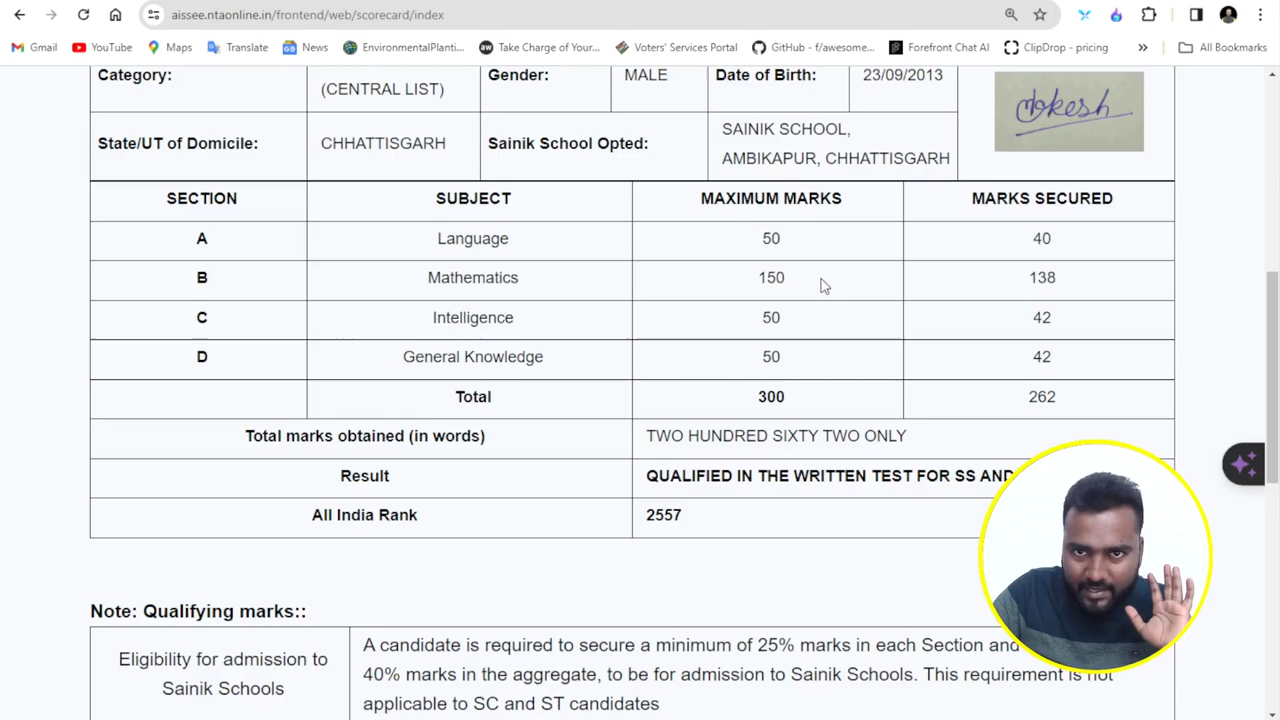 aissee.ntaonline.in/frontend/web/scorecard/index
Gmail YouTube Maps Translate News EnvironmentalPlanti... Take Charge of Your... Voters' Services Portal GitHub - f/awesome... Forefront Chat AI ClipDrop - pricing All Bookmarks
Category: (CENTRAL LIST) Gender: MALE Date of Birth: 23/09/2013
State/UT of Domicile: CHHATTISGARH Sainik School Opted: SAINIK SCHOOL,
AMBIKAPUR, CHHATTISGARH
SECTION SUBJECT MAXIMUM MARKS MARKS SECURED
A Language 50 40
B Mathematics 150 138
C Intelligence 50 42
D General Knowledge 50 42
Total 300 262
Total marks obtained (in words) TWO HUNDRED SIXTY TWO ONLY
Result QUALIFIED IN THE WRITTEN TEST FOR SS AND
All India Rank 2557
Note: Qualifying marks::
Eligibility for admission to
Sainik Schools
A candidate is required to secure a minimum of 25% marks in each Section and
40% marks in the aggregate, to be for admission to Sainik Schools. This requirement is not
applicable to SC and ST candidates